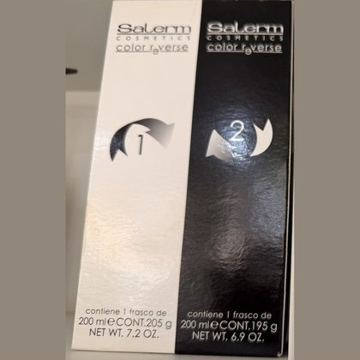 Salerm
COSMETICS
color reverse
1
contiene 1 frasco de
200 ml e CONT. 205 g
NET WT. 7.2 OZ.
Salerm
COSMETICS
color reverse
2
contiene 1 frasco de
200 ml e CONT. 195 g
NET WT. 6.9 OZ.